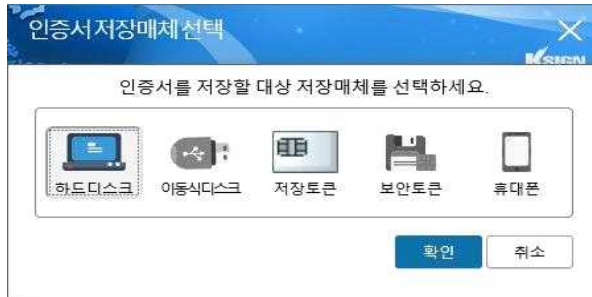 인증서저장매체선택
KSIGN
인증서를 저장할 대상 저장매체를 선택하세요.
하드디스크 이동식디스크 저장토큰 보안토큰 휴대폰
확인 취소